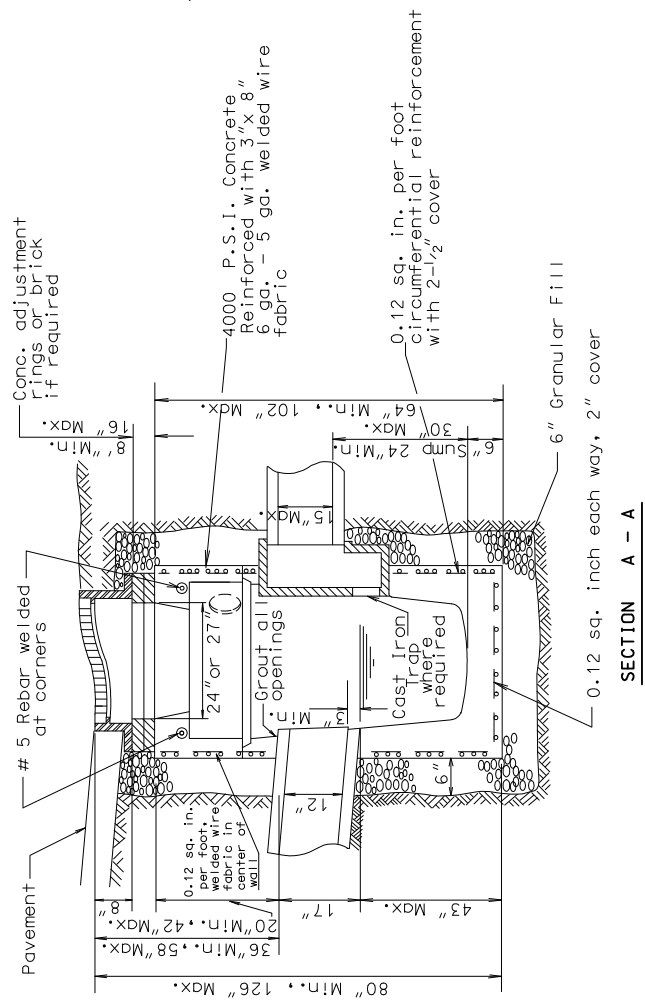 Conc. adjustment
rings or brick
if required
# 5 Rebar welded
at corners
Pavement
8"
8'' Min.
16" Max.
4000 P.S.I. Concrete
Reinforced with 3"x 8"
6 ga. - 5 ga. welded wire
fabric
0.12 sq. in.
per foot,
welded wire
fabric in
center of
wall
24"or 27"
Grout all
openings
15"Max.
64" Min., 102" Max.
20"Min., 42"Max.
36"Min., 58"Max.
80" Min., 126" Max.
12"
17"
3"
Min.
Cast Iron
Trap
where
required
6" Sump 24"Min.
30" Max.
0.12 sq. in. per foot
circumferential reinforcement
with 2-1/2" cover
43" Max.
6"
6" Granular Fill
0.12 sq. inch each way, 2" cover
SECTION A - A